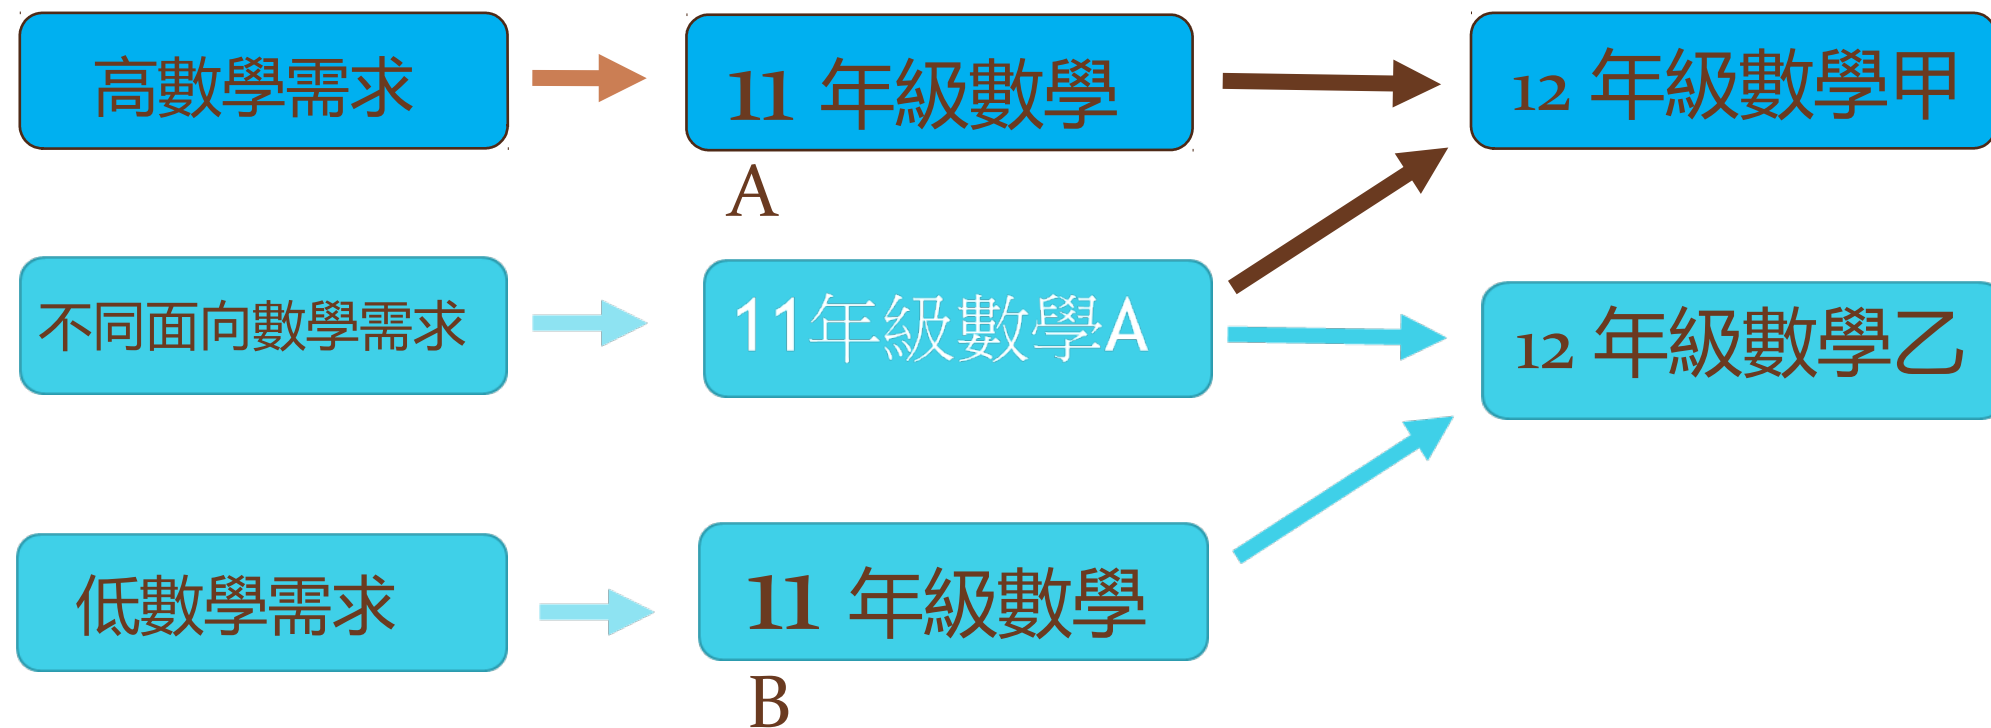 高數學需求
11 年級數學
A
12 年級數學甲
不同面向數學需求
11年級數學A
12 年級數學乙
低數學需求
11 年級數學
B